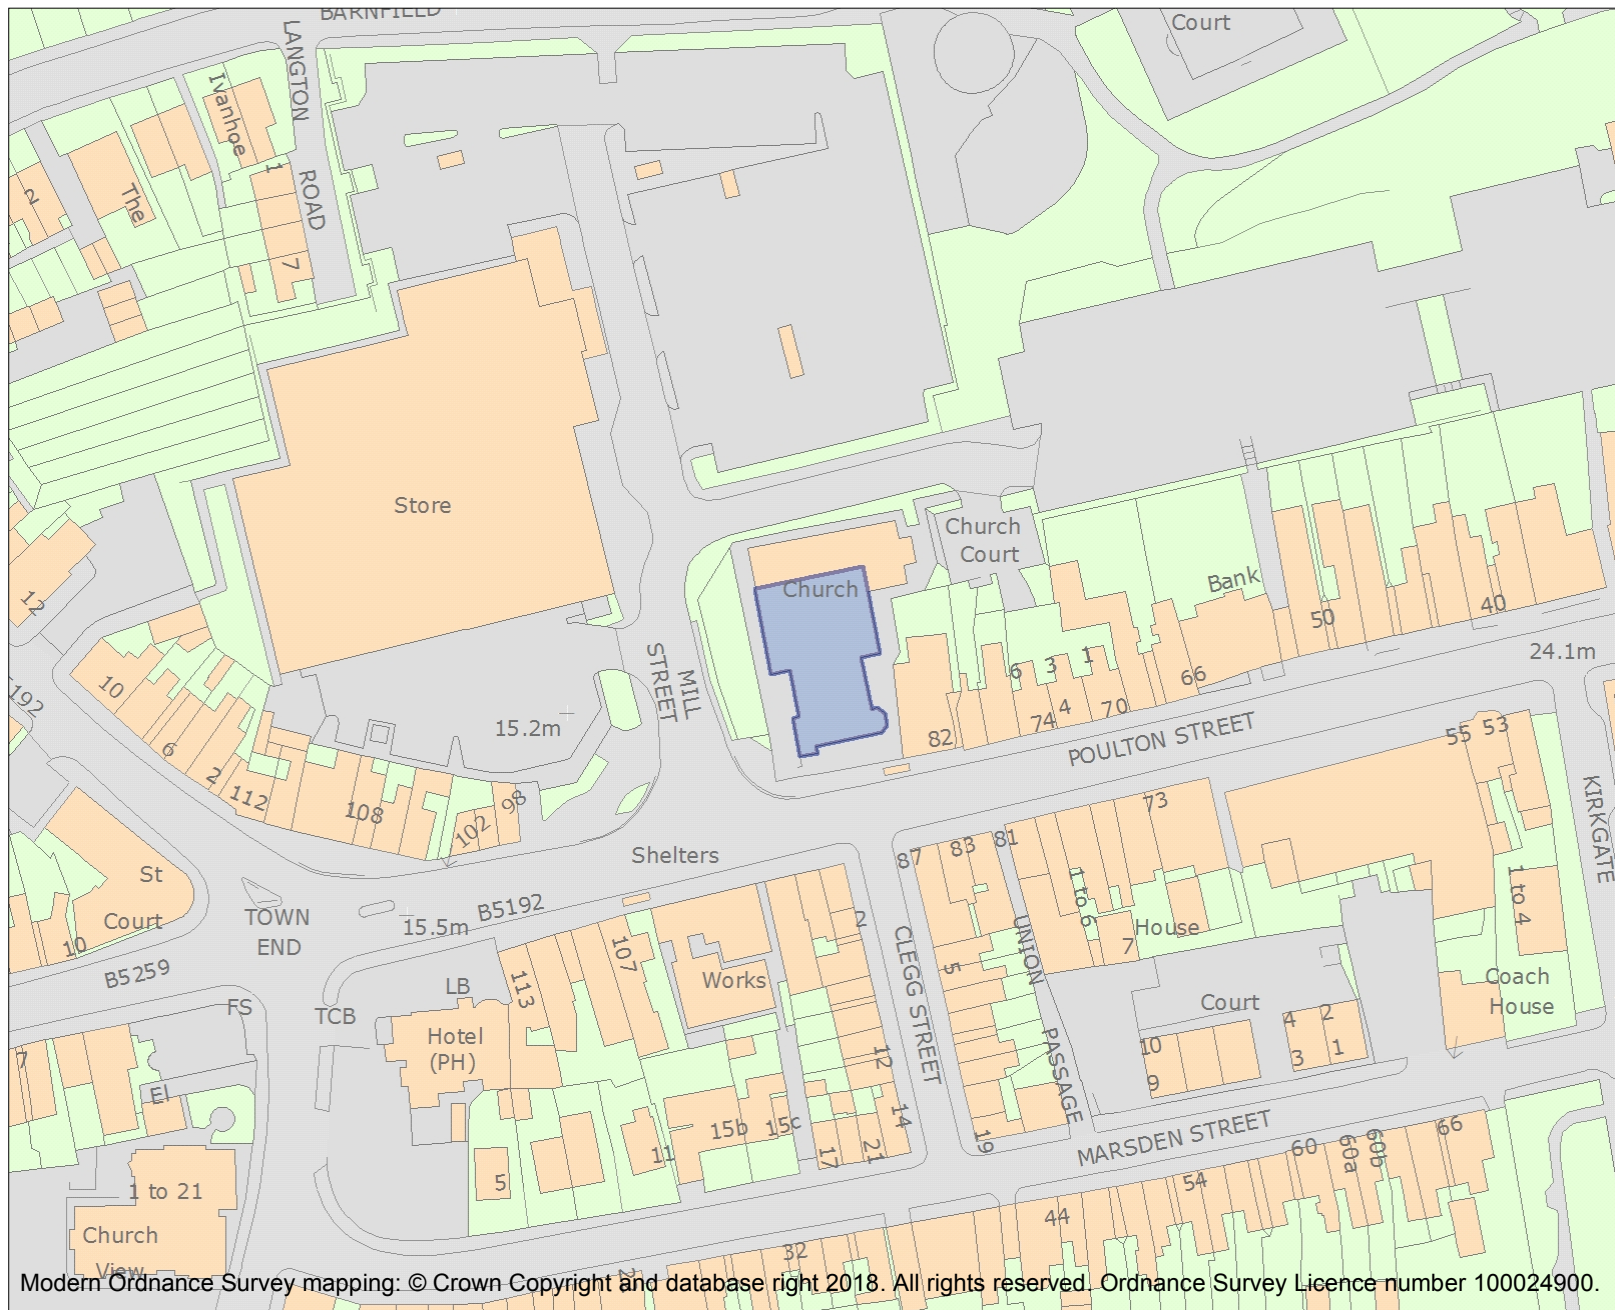 BARNFIELD
Court
LANGTON
ROAD
Ivanhoe
1
The
2
7
Store
Church
Court
Church
Bank
12
50
40
24.1m
MILL
STREET
6
3
1
66
10
15.2m
82
74
4
70
POULTON STREET
192
6
2
112
108
102
98
73
55
53
KIRKGATE
Shelters
87
83
81
St
Court
10
TOWN
END
B5192
15.5m
2
1 to 6
House
7
1 to 4
B5259
FS
TCB
LB
113
107
Works
CLEGG STREET
5
UNION
PASSAGE
Court
Coach
House
Hotel
(PH)
7
El
12
10
9
4
2
3
1
15b
15c
14
11
17
21
19
MARSDEN STREET
5
1 to 21
Church
View
54
60
60a
60b
66
44
32
Modern Ordnance Survey mapping: © Crown Copyright and database right 2018. All rights reserved. Ordnance Survey Licence number 100024900.